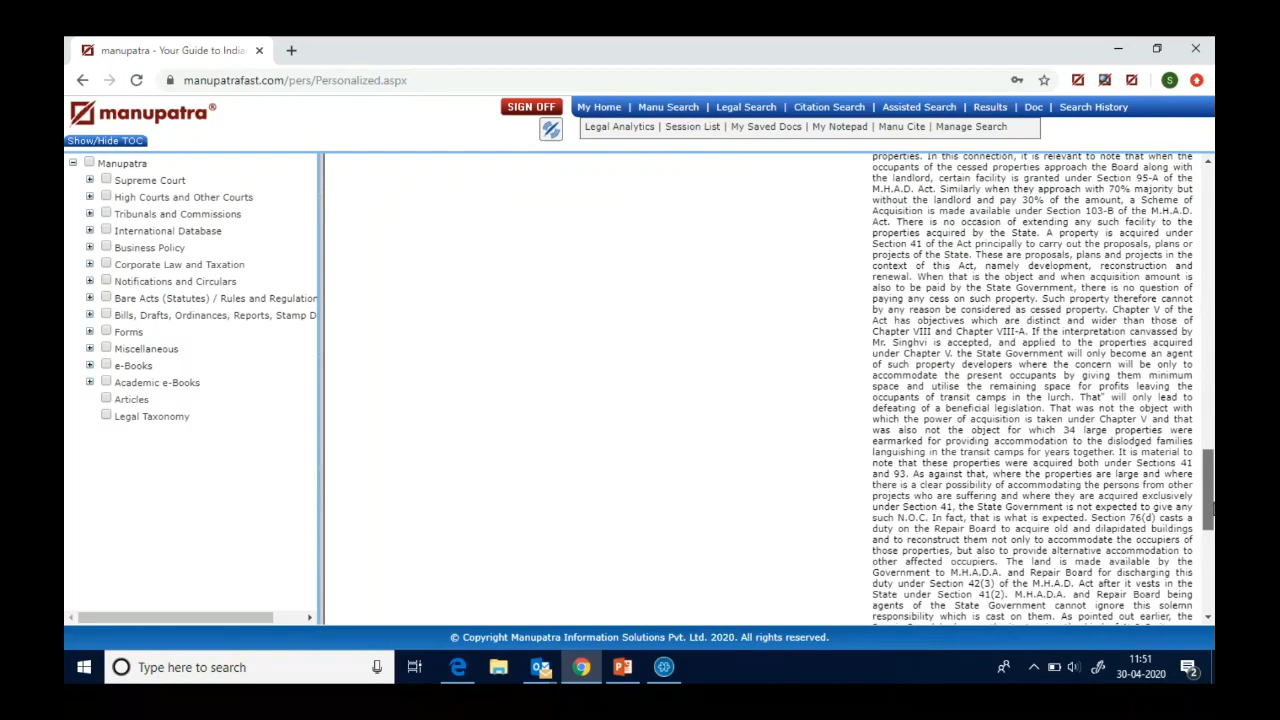 manupatra - Your Guide to India
manupatrafast.com/pers/Personalized.aspx
S
manupatra®
SIGN OFF
My Home | Manu Search | Legal Search | Citation Search | Assisted Search | Results | Doc | Search History
Legal Analytics | Session List | My Saved Docs | My Notepad | Manu Cite | Manage Search
Show/Hide TOC
Manupatra
Supreme Court
High Courts and Other Courts
Tribunals and Commissions
International Database
Business Policy
Corporate Law and Taxation
Notifications and Circulars
Bare Acts (Statutes) / Rules and Regulation
Bills, Drafts, Ordinances, Reports, Stamp D
Forms
Miscellaneous
e-Books
Academic e-Books
Articles
Legal Taxonomy
properties. In this connection, it is relevant to note that when the
occupants of the cessed properties approach the Board along with
the landlord, certain facility is granted under Section 95-A of the
M.H.A.D. Act. Similarly when they approach with 70% majority but
without the landlord and pay 30% of the amount, a Scheme of
Acquisition is made available under Section 103-B of the M.H.A.D.
Act. There is no occasion of extending any such facility to the
properties acquired by the State. A property is acquired under
Section 41 of the Act principally to carry out the proposals, plans or
projects of the State. These are proposals, plans and projects in the
context of this Act, namely development, reconstruction and
renewal. When that is the object and when acquisition amount is
also to be paid by the Government, there is no question of
paying any cess on such property. Such property therefore cannot
by any reason be considered as cessed property. Chapter V of the
Act has objectives which are distinct and wider than those of
Chapter VIII and Chapter VIII-A. If the interpretation canvassed by
Mr. Singhvi is accepted, and applied to the properties acquired
under Chapter V. the State Government will only become an agent
of such property developers where the concern will be only to
accommodate the present occupants by giving them minimum
space and utilise the remaining space for profits leaving the
occupants of transit camps in the lurch. That" will only lead to
defeating of a beneficial legislation. That was not the object with
which the power of acquisition is taken under Chapter V and that
was also not the object for which 34 large properties were
earmarked for providing accommodation to the dislodged families
languishing in the transit camps for years together. It is material to
note that these properties were acquired both under Sections 41
and 93. As against that, where the properties are large and where
there is a clear possibility of accommodating the persons from other
projects who are suffering and where they are acquired exclusively
under Section 41, the State Government is not expected to give any
such N.O.C. In fact, that is what is expected. Section 76(d) casts a
duty on the Repair Board to acquire old and dilapidated buildings
and to reconstruct them not only to accommodate the occupiers of
those properties, but also to provide alternative accommodation to
other affected occupiers. The land is made available by the
Government to M.H.A.D.A. and Repair Board for discharging this
duty under Section 42(3) of the M.H.A.D. Act after it vests in the
State under Section 41(2). M.H.A.D.A. and Repair Board being
agents of the State Government cannot ignore this solemn
responsibility which is cast on them. As pointed out earlier, the
© Copyright Manupatra Information Solutions Pvt. Ltd. 2020. All rights reserved.
Type here to search
11:51
30-04-2020
2